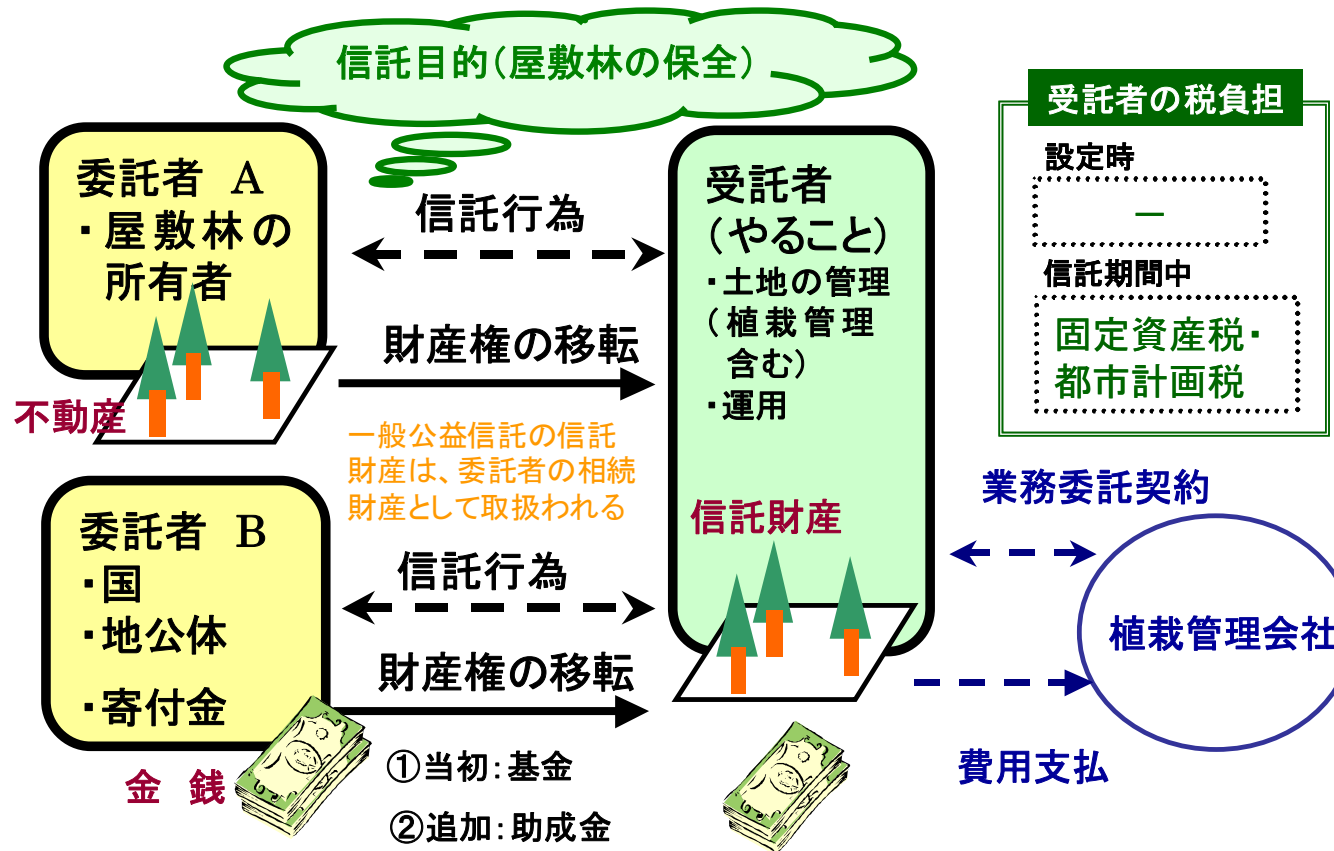 信託目的(屋敷林の保全)
委託者 A
・屋敷林の
所有者
不動産
信託行為
財産権の移転
一般公益信託の信託
財産は、委託者の相続
財産として取扱われる
委託者 B
・国
・地公体
・寄付金
金 銭
信託行為
財産権の移転
①当初:基金
②追加:助成金
受託者
(やること)
・土地の管理
(植栽管理
含む)
・運用
信託財産
受託者の税負担
設定時
―
信託期間中
固定資産税・
都市計画税
業務委託契約
植栽管理会社
費用支払